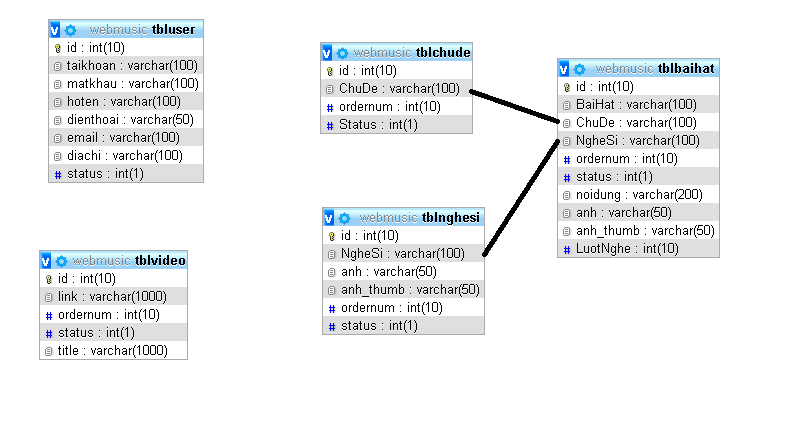 webmusic tbluser
id : int(10)
taikhoan : varchar(100)
matkhau : varchar(100)
hoten : varchar(100)
dienthoai : varchar(50)
email : varchar(100)
diachi : varchar(100)
# status : int(1)
webmusic tblchude
id : int(10)
ChuDe : varchar(100)
# ordernum : int(10)
# Status : int(1)
webmusic tblbaihat
id : int(10)
BaiHat : varchar(100)
ChuDe : varchar(100)
NgheSi : varchar(100)
# ordernum : int(10)
# status : int(1)
noidung : varchar(200)
anh : varchar(50)
anh_thumb : varchar(50)
# LuotNghe : int(10)
webmusic tblnghesi
id : int(10)
NgheSi : varchar(100)
anh : varchar(50)
anh_thumb : varchar(50)
# ordernum : int(10)
# status : int(1)
webmusic tblvideo
id : int(10)
link : varchar(1000)
# ordernum : int(10)
# status : int(1)
title : varchar(1000)